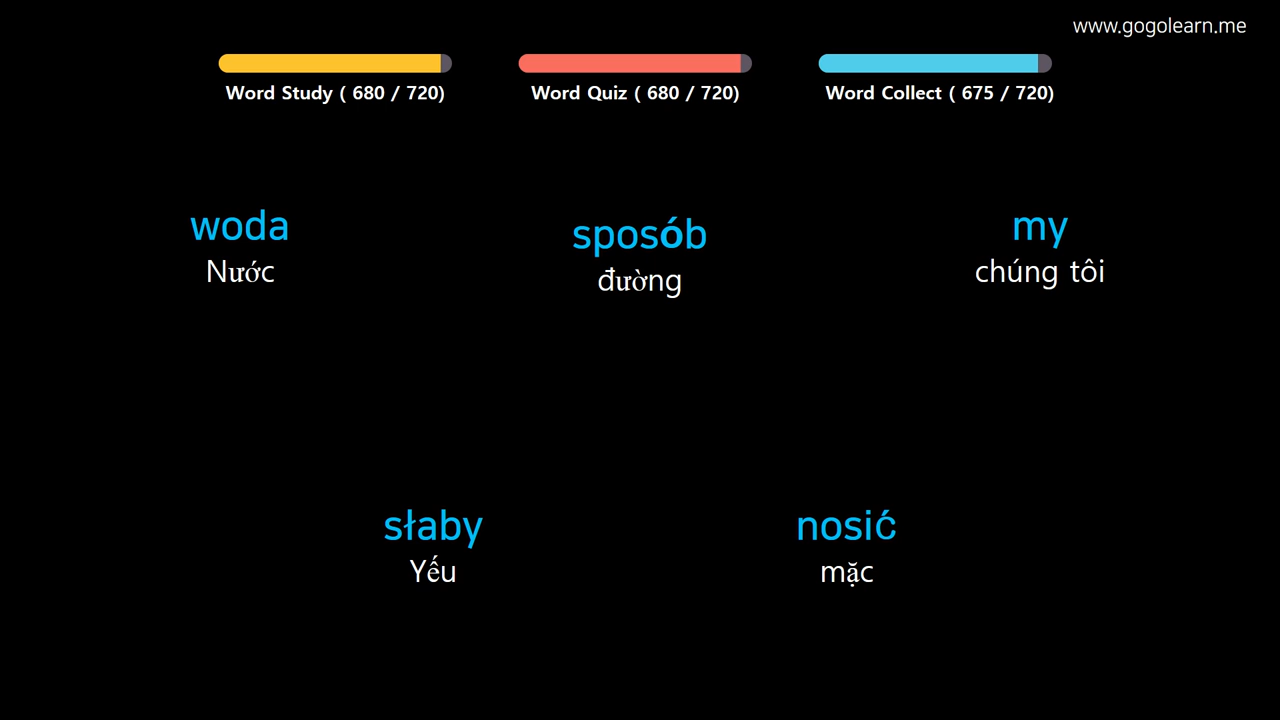 www.gogolearn.me
Word Study ( 680 / 720)
Word Quiz ( 680 / 720)
Word Collect ( 675 / 720)
woda
Nước
sposób
đường
my
chúng tôi
słaby
Yếu
nosić
mặc